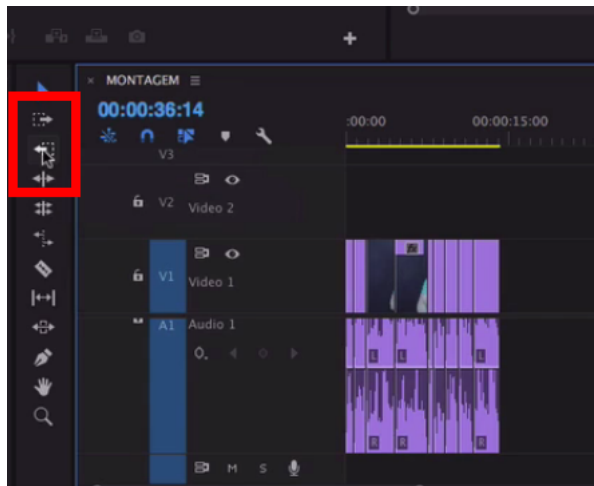 × MONTAGEM ≡
00:00:36:14
:00:00 00:00:15:00
V3
V2 Video 2
V1 Video 1
A1 Audio 1
L L L
R R R
M S